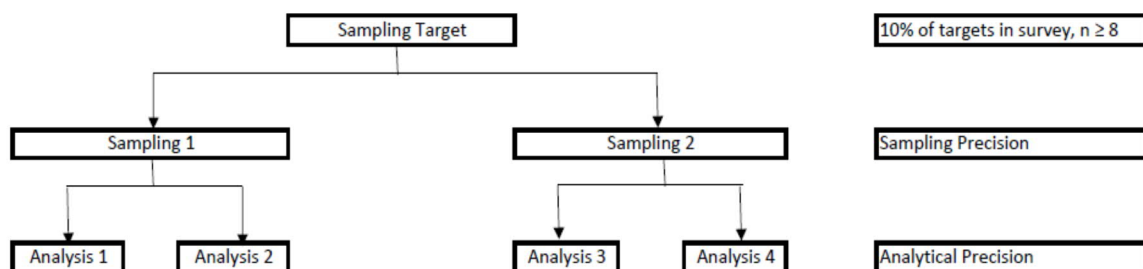 Sampling Target
10% of targets in survey, n ≥ 8
Sampling 1
Sampling 2
Sampling Precision
Analysis 1
Analysis 2
Analysis 3
Analysis 4
Analytical Precision